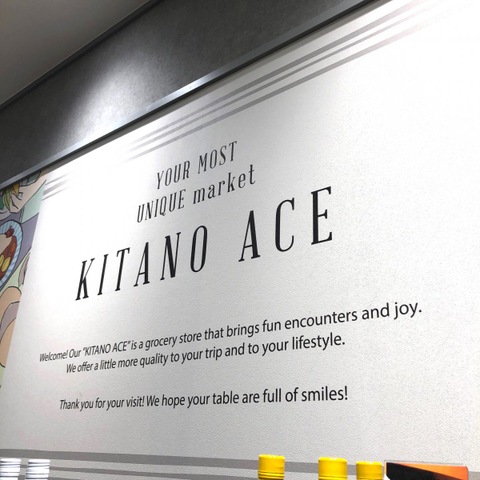 YOUR MOST
UNIQUE market
KITANO ACE
Welcome! Our "KITANO ACE" is a grocery store that brings fun encounters and joy.
We offer a little more quality to your trip and to your lifestyle.
Thank you for your visit! We hope your table are full of smiles!